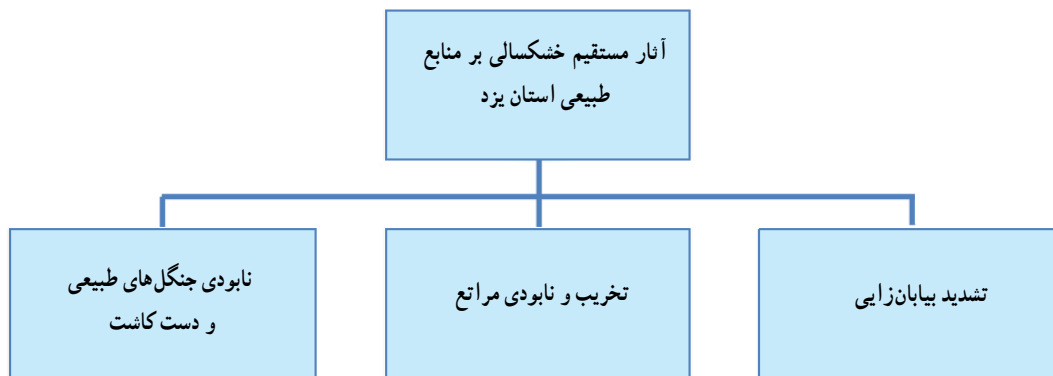 آثار مستقیم خشکسالی بر منابع
طبیعی استان یزد
تشدید بیابان‌زایی
تخریب و نابودی مراتع
نابودی جنگل‌های طبیعی
و دست کاشت